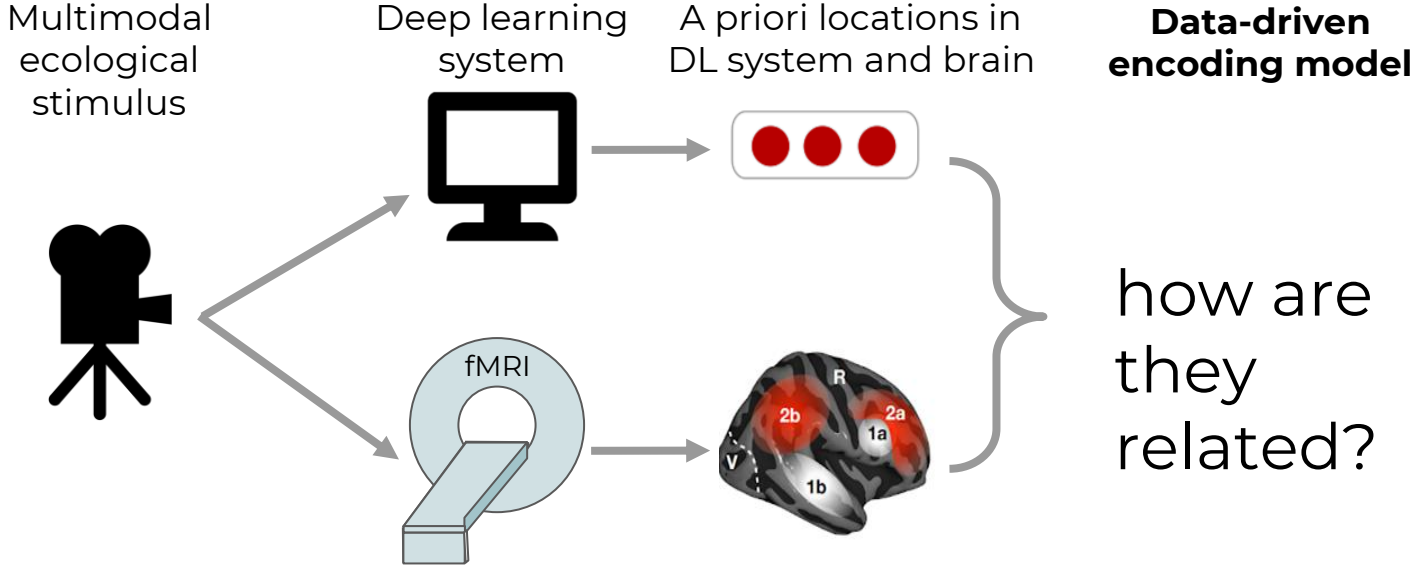 Multimodal
ecological
stimulus
Deep learning
system
A priori locations in
DL system and brain
Data-driven
encoding model
fMRI
R
2b
2a
1a
V
1b
how are
they
related?